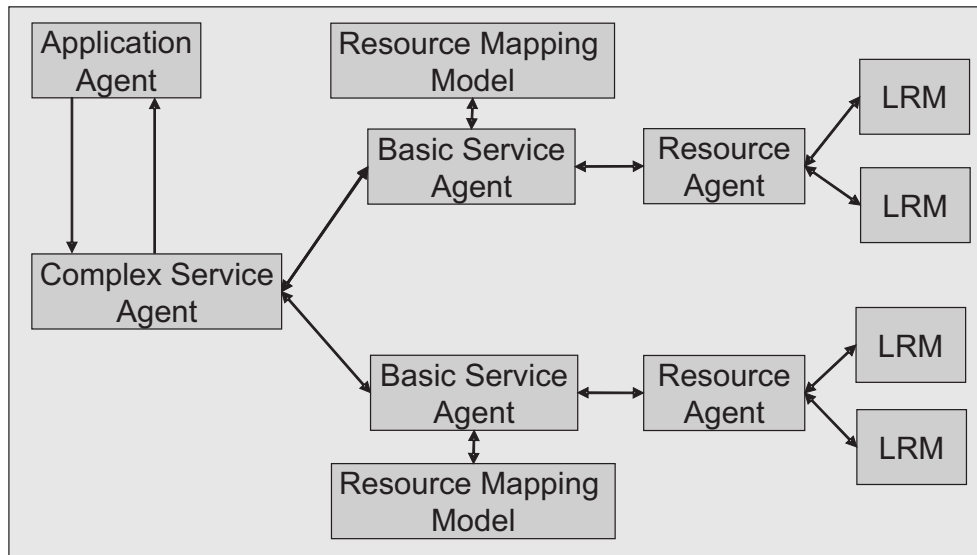 Application
Agent
Resource Mapping
Model
LRM
Basic Service
Agent
Resource
Agent
LRM
Complex Service
Agent
LRM
Basic Service
Agent
Resource
Agent
LRM
Resource Mapping
Model